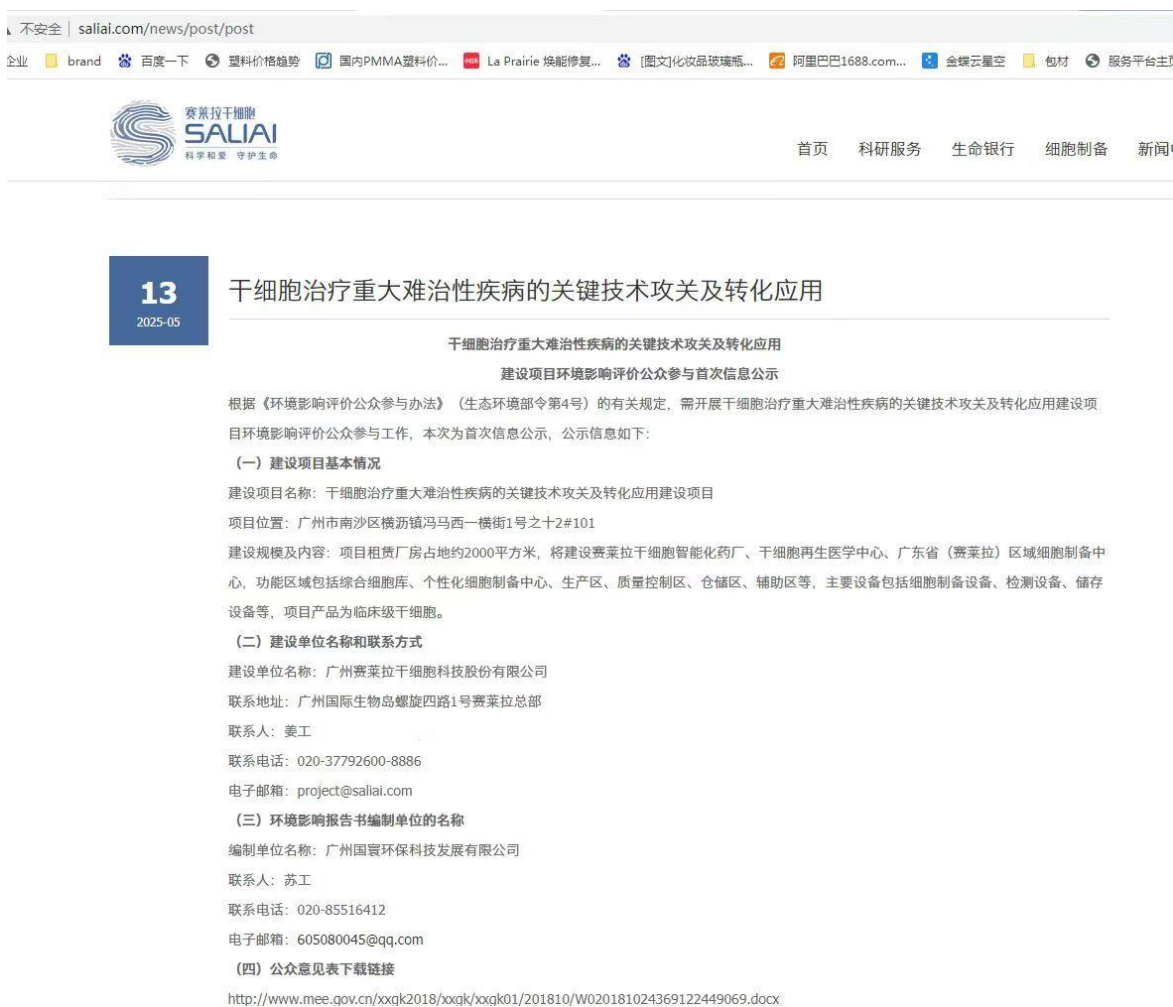 不安全 | saliai.com/news/post/post
企业 brand 百度一下 塑料价格趋势 国内PMMA塑料价... La Prairie 焕能修复... [图文]化妆品玻璃瓶... 阿里巴巴1688.com... 金蝶云星空 包材 服务平台主页
赛莱拉干细胞
SALIAI
科学和爱 守护生命
首页 科研服务 生命银行 细胞制备 新闻中
13
2025-05
干细胞治疗重大难治性疾病的关键技术攻关及转化应用
干细胞治疗重大难治性疾病的关键技术攻关及转化应用
建设项目环境影响评价公众参与首次信息公示
根据《环境影响评价公众参与办法》（生态环境部令第4号）的有关规定，需开展干细胞治疗重大难治性疾病的关键技术攻关及转化应用建设项
目环境影响评价公众参与工作，本次为首次信息公示，公示信息如下：
（一）建设项目基本情况
建设项目名称：干细胞治疗重大难治性疾病的关键技术攻关及转化应用建设项目
项目位置：广州市南沙区横沥镇冯马西一横街1号之十2#101
建设规模及内容：项目租赁厂房占地约2000平方米，将建设赛莱拉干细胞智能化药厂、干细胞再生医学中心、广东省（赛莱拉）区域细胞制备中
心，功能区域包括综合细胞库、个性化细胞制备中心、生产区、质量控制区、仓储区、辅助区等，主要设备包括细胞制备设备、检测设备、储存
设备等，项目产品为临床级干细胞。
（二）建设单位名称和联系方式
建设单位名称：广州赛莱拉干细胞科技股份有限公司
联系地址：广州国际生物岛螺旋四路1号赛莱拉总部
联系人：姜工
联系电话：020-37792600-8886
电子邮箱：project@saliai.com
（三）环境影响报告书编制单位的名称
编制单位名称：广州国寰环保科技发展有限公司
联系人：苏工
联系电话：020-85516412
电子邮箱：605080045@qq.com
（四）公众意见表下载链接
http://www.mee.gov.cn/xxgk2018/xxgk/xxgk01/201810/W020181024369122449069.docx